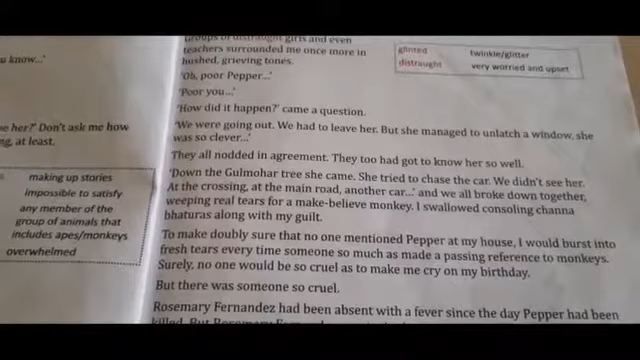 u know...'
e her?' Don't ask me how
ng, at least.
making up stories
impossible to satisfy
any member of the
group of animals that
includes apes/monkeys
overwhelmed
Groups of distraught girls and even
teachers surrounded me once more in
hushed, grieving tones.
glinted twinkle/glitter
distraught very worried and upset
'Oh, poor Pepper...'
'Poor you...'
'How did it happen?' came a question.
'We were going out. We had to leave her. But she managed to unlatch a window, she
was so clever...'
They all nodded in agreement. They too had got to know her so well.
'Down the Gulmohar tree she came. She tried to chase the car. We didn't see her.
At the crossing, at the main road, another car...' and we all broke down together,
weeping real tears for a make-believe monkey. I swallowed consoling channa
bhaturas along with my guilt.
To make doubly sure that no one mentioned Pepper at my house, I would burst into
fresh tears every time someone so much as made a passing reference to monkeys.
Surely, no one would be so cruel as to make me cry on my birthday.
But there was someone so cruel.
Rosemary Fernandez had been absent with a fever since the day Pepper had been
killed. But